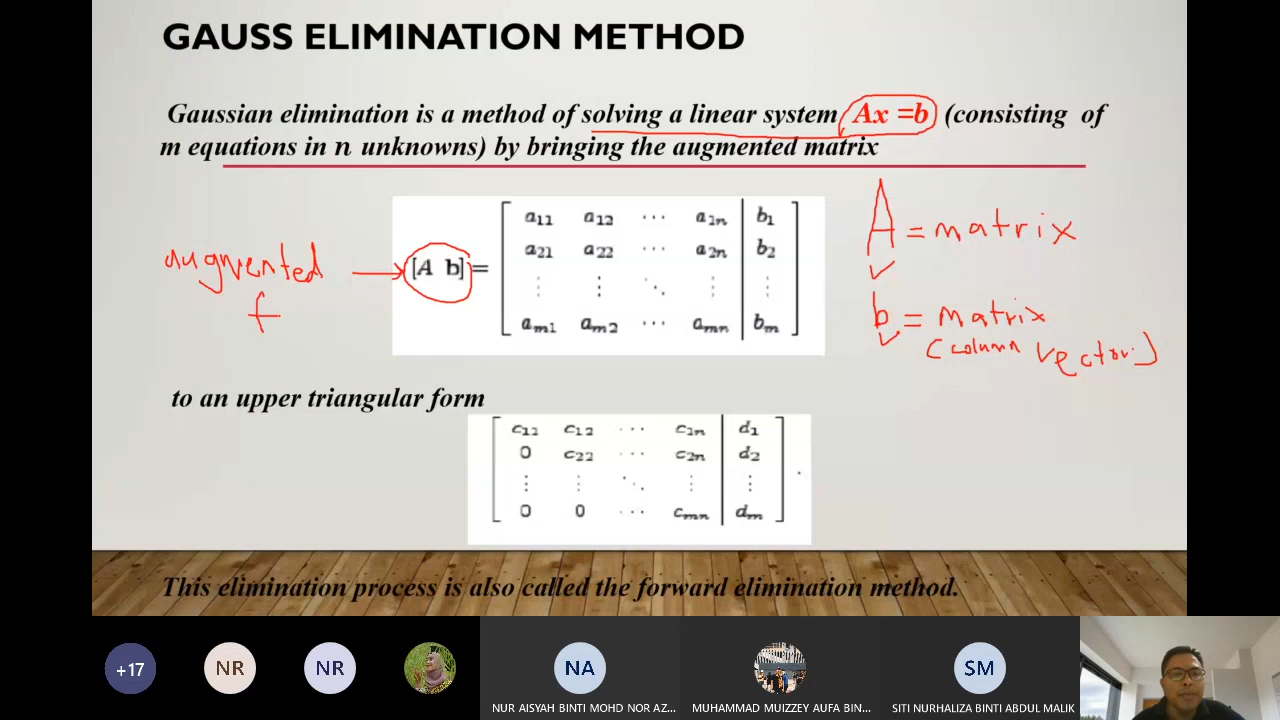 GAUSS ELIMINATION METHOD
Gaussian elimination is a method of solving a linear system Ax =b (consisting of
m equations in n unknowns) by bringing the augmented matrix
a11 a12 ... a1n b1
A = matrix
a21 a22 ... a2n b2
augmented
[A b] =
⋮ ⋮ ⋱ ⋮ ⋮
f
b = matrix
am1 am2 ... amn bm
(column vector)
to an upper triangular form
c11 c12 ... c1n d1
0 c22 ... c2n d2
⋮ ⋮ ⋱ ⋮ ⋮
0 0 ... cmn dm
This elimination process is also called the forward elimination method.
+17
NR
NR
NA
SM
NUR AISYAH BINTI MOHD NOR AZ...
MUHAMMAD MUIZZEY AUFA BIN...
SITI NURHALIZA BINTI ABDUL MALIK